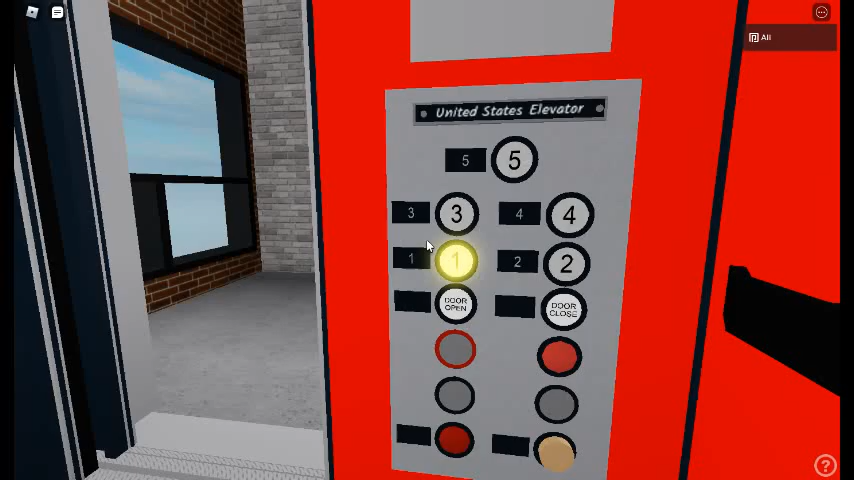 All
United States Elevator
5 5
3 3 4 4
1 1 2 2
DOOR OPEN
DOOR CLOSE
?